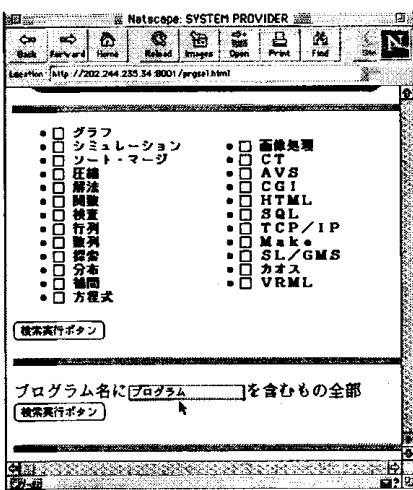 Netscape: SYSTEM PROVIDER
Back Forward Home Reload Images Open Print Find
Location: http://202.244.235.34:8001/prgsel.html
グラフ
シミュレーション
ソート・マージ
圧縮
解法
関数
検査
行列
数列
探索
分布
補間
方程式
画像処理
CT
AVS
CGI
HTML
SQL
TCP/IP
Make
SL/GMS
カオス
VRML
検索実行ボタン
プログラム名に プログラム を含むもの全部
検索実行ボタン